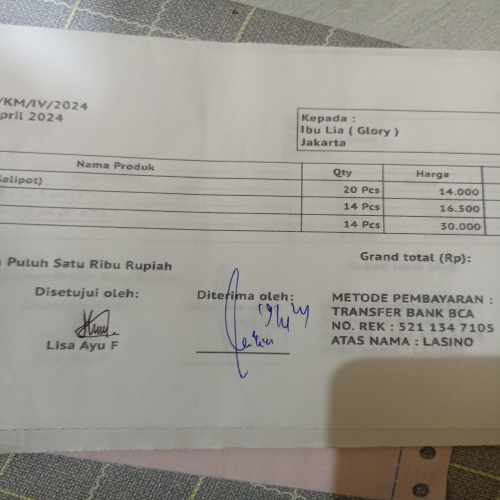 /KM/IV/2024
pril 2024
Kepada :
Ibu Lia ( Glory )
Jakarta
Nama Produk Qty Harga
Salipot) 20 Pcs 14.000
14 Pcs 16.500
14 Pcs 30.000
Grand total (Rp):
Puluh Satu Ribu Rupiah
Disetujui oleh:
Lisa Ayu F
Diterima oleh:
19/4 24
METODE PEMBAYARAN :
TRANSFER BANK BCA
NO. REK : 521 134 7105
ATAS NAMA : LASINO